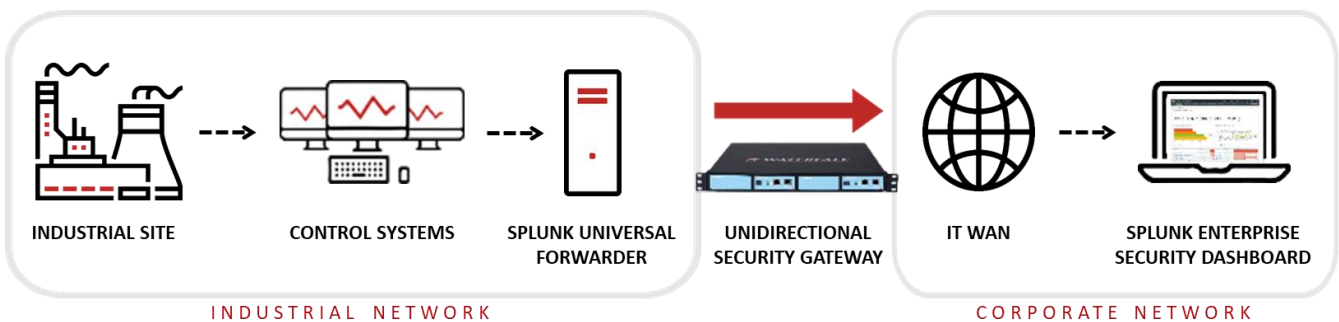 INDUSTRIAL SITE
CONTROL SYSTEMS
SPLUNK UNIVERSAL
FORWARDER
UNIDIRECTIONAL
SECURITY GATEWAY
IT WAN
SPLUNK ENTERPRISE
SECURITY DASHBOARD
INDUSTRIAL NETWORK
CORPORATE NETWORK